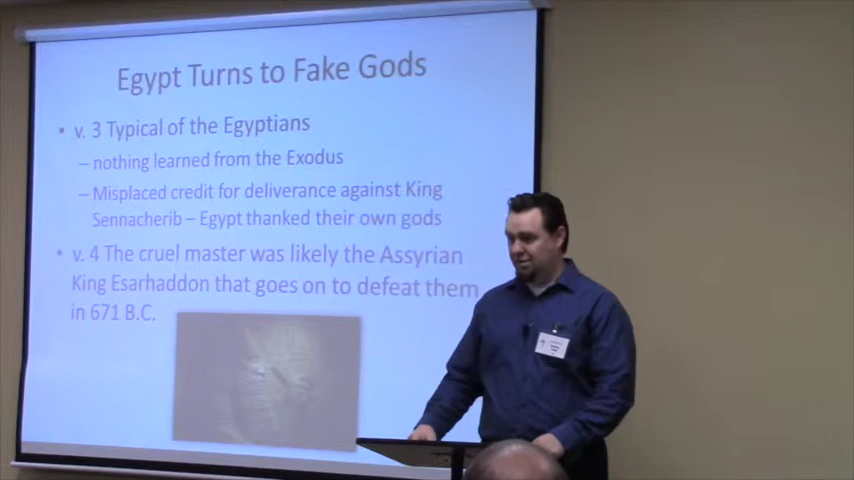 Egypt Turns to Fake Gods
• v. 3 Typical of the Egyptians
– nothing learned from the Exodus
– Misplaced credit for deliverance against King
Sennacherib – Egypt thanked their own gods
• v. 4 The cruel master was likely the Assyrian
King Esarhaddon that goes on to defeat them
in 671 B.C.